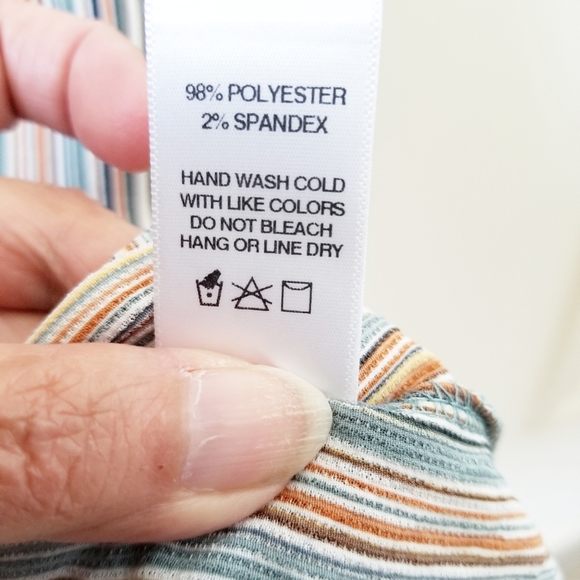 98% POLYESTER
2% SPANDEX
HAND WASH COLD
WITH LIKE COLORS
DO NOT BLEACH
HANG OR LINE DRY